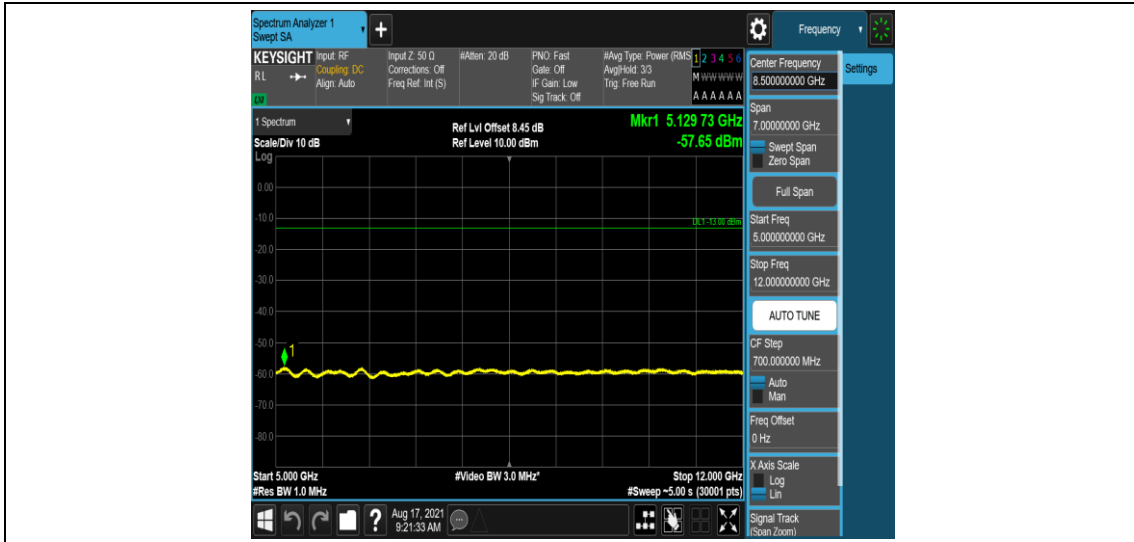 Spectrum Analyzer 1
Swept SA
Frequency
KEYSIGHT
RL
Input: RF
Coupling: DC
Align: Auto
Input Z: 50 Ω
Corrections: Off
Freq Ref: Int (S)
#Atten: 20 dB
PNO: Fast
Gate: Off
IF Gain: Low
Sig Track: Off
#Avg Type: Power (RMS
Avg|Hold: 3/3
Trig: Free Run
1 2 3 4 5 6
M W W W W W
A A A A A A
1 Spectrum
Scale/Div 10 dB
Log
Ref Lvl Offset 8.45 dB
Ref Level 10.00 dBm
Mkr1 5.129 73 GHz
-57.65 dBm
0.00
-10.0
DL1 -13.00 dBm
-20.0
-30.0
-40.0
-50.0
1
-60.0
-70.0
-80.0
Start 5.000 GHz
#Res BW 1.0 MHz
#Video BW 3.0 MHz*
Stop 12.000 GHz
#Sweep ~5.00 s (30001 pts)
Aug 17, 2021
9:21:33 AM
Center Frequency
8.500000000 GHz
Settings
Span
7.00000000 GHz
Swept Span
Zero Span
Full Span
Start Freq
5.000000000 GHz
Stop Freq
12.000000000 GHz
AUTO TUNE
CF Step
700.000000 MHz
Auto
Man
Freq Offset
0 Hz
X Axis Scale
Log
Lin
Signal Track
(Span Zoom)